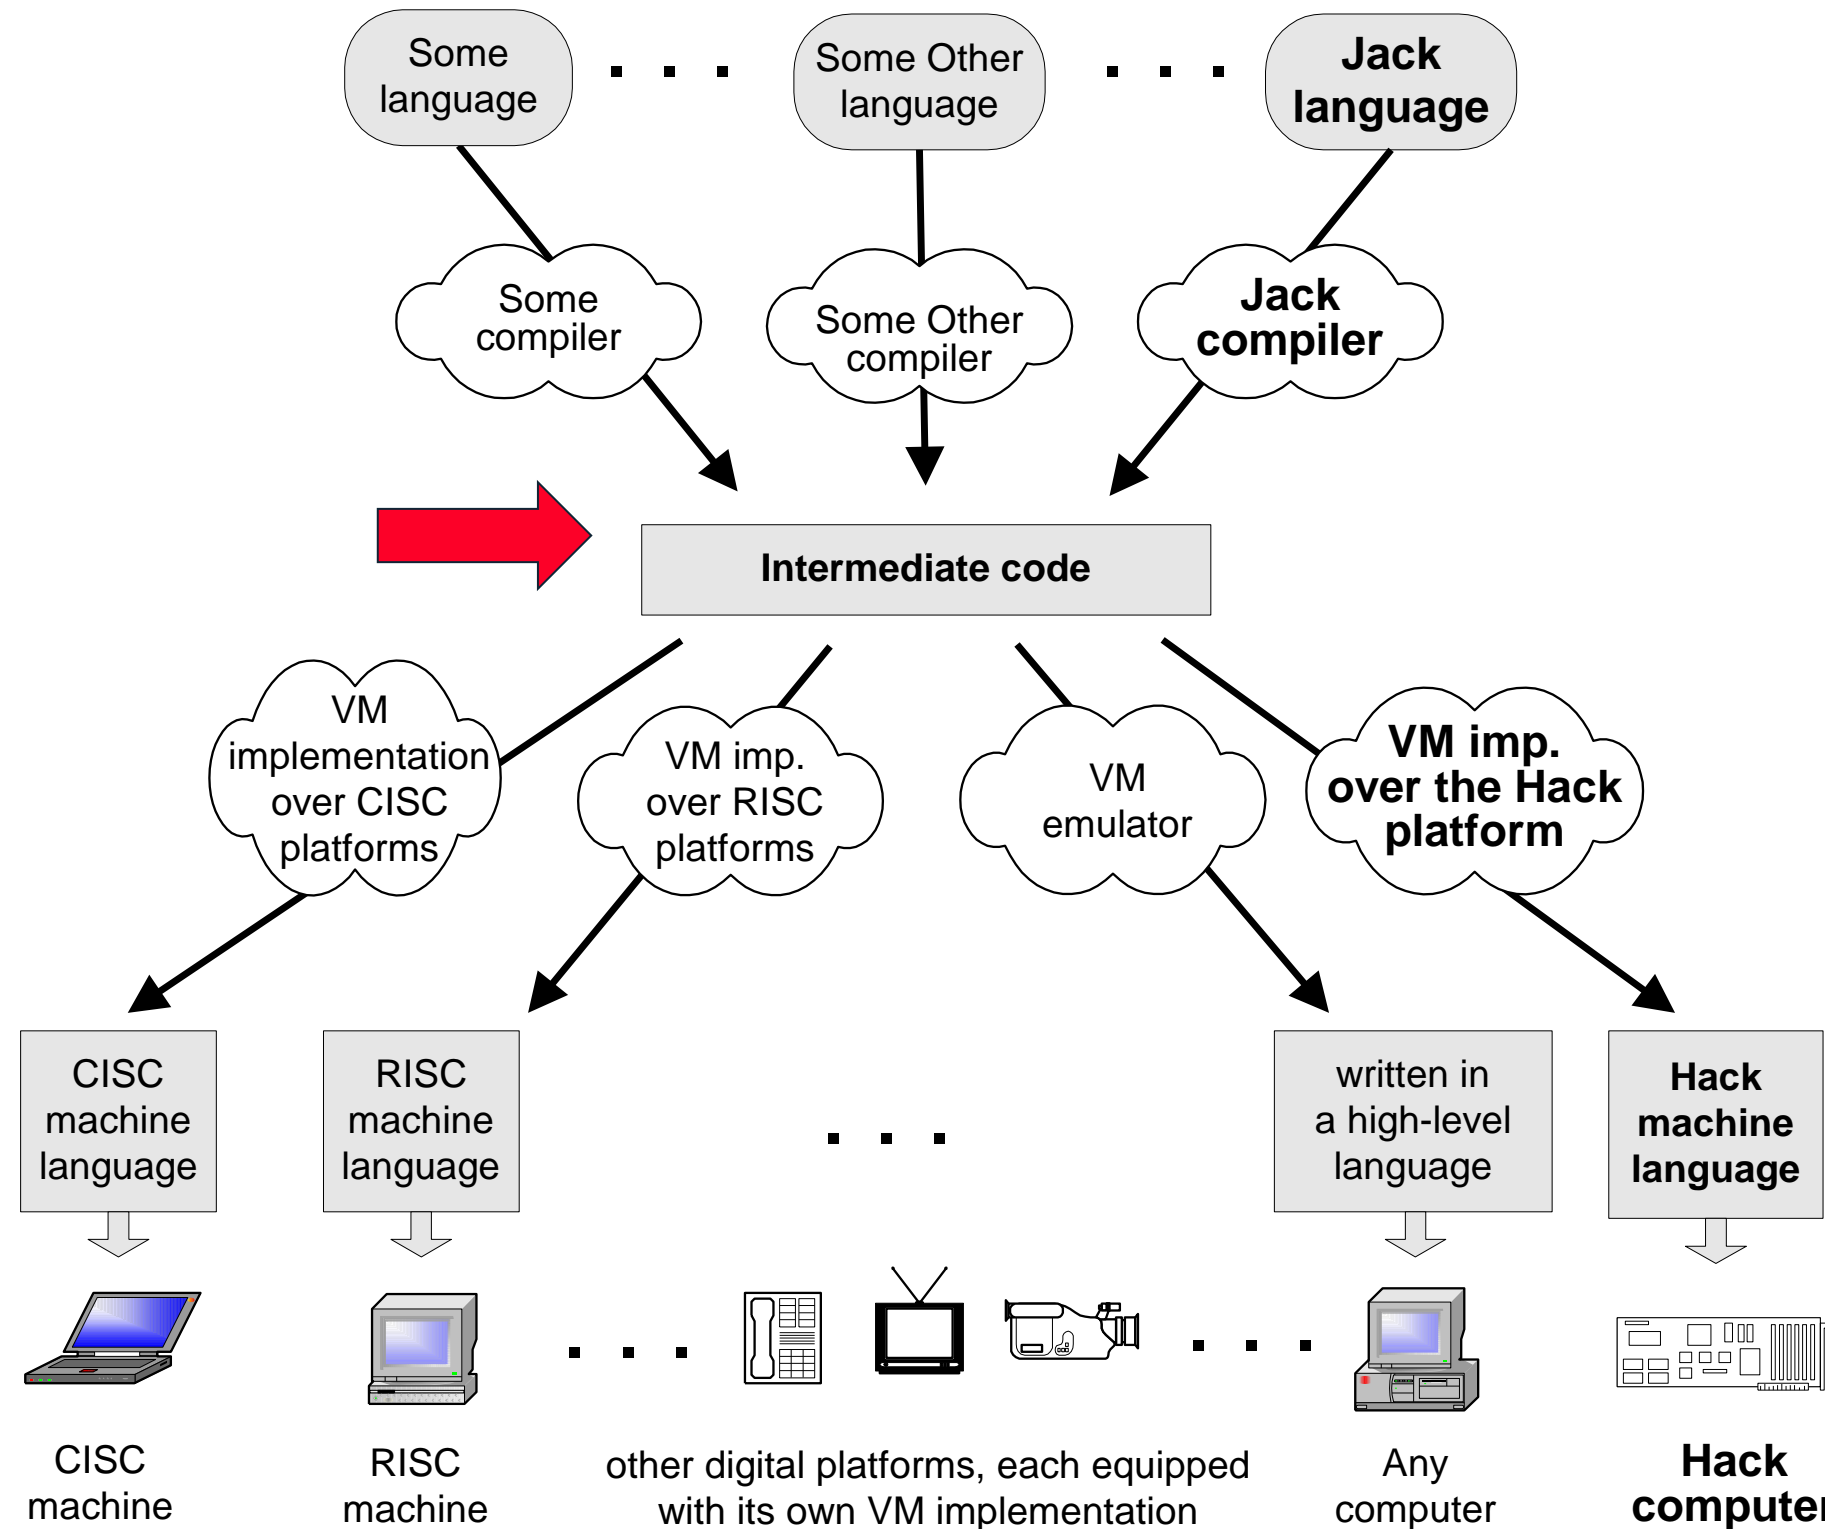 Some
language
Some Other
language
Jack
language
Some
compiler
Some Other
compiler
Jack
compiler
Intermediate code
VM
implementation
over CISC
platforms
VM imp.
over RISC
platforms
VM
emulator
VM imp.
over the Hack
platform
CISC
machine
language
RISC
machine
language
written in
a high-level
language
Hack
machine
language
CISC
machine
RISC
machine
other digital platforms, each equipped
with its own VM implementation
Any
computer
Hack
computer